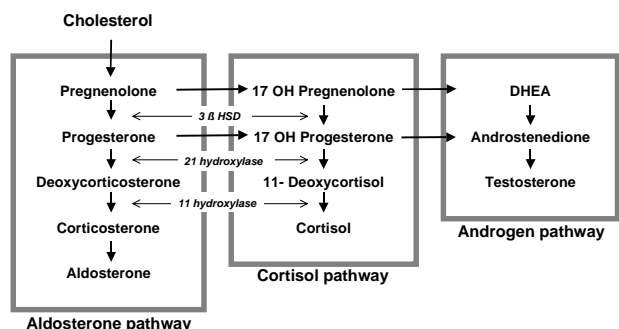 Cholesterol
Pregnenolone 17 OH Pregnenolone DHEA
3 ß HSD
Progesterone 17 OH Progesterone Androstenedione
21 hydroxylase
Deoxycorticosterone 11- Deoxycortisol Testosterone
11 hydroxylase
Corticosterone Cortisol
Androgen pathway
Aldosterone
Cortisol pathway
Aldosterone pathway